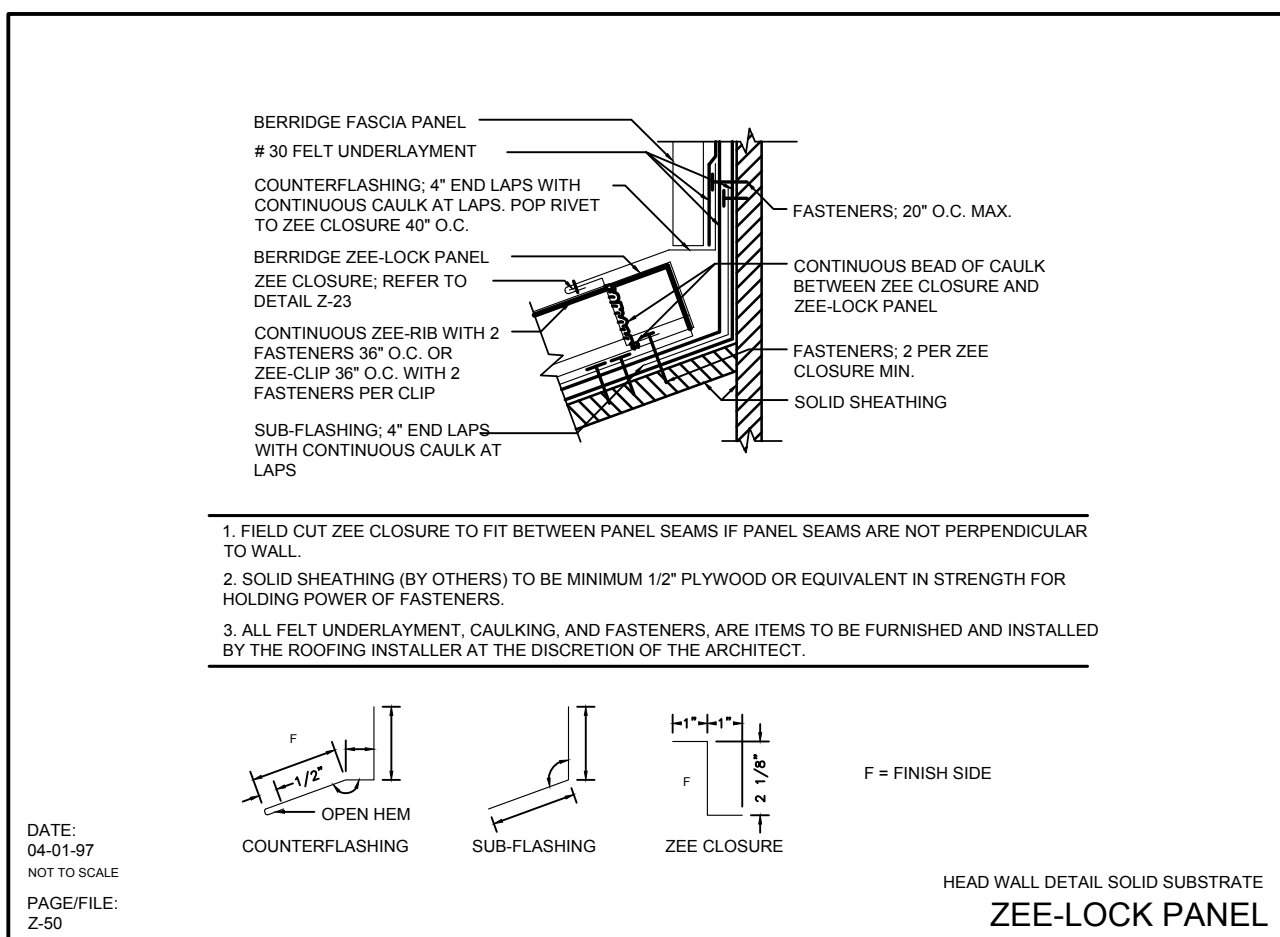 BERRIDGE FASCIA PANEL
# 30 FELT UNDERLAYMENT
COUNTERFLASHING; 4" END LAPS WITH
CONTINUOUS CAULK AT LAPS. POP RIVET
TO ZEE CLOSURE 40" O.C.
BERRIDGE ZEE-LOCK PANEL
ZEE CLOSURE; REFER TO
DETAIL Z-23
CONTINUOUS ZEE-RIB WITH 2
FASTENERS 36" O.C. OR
ZEE-CLIP 36" O.C. WITH 2
FASTENERS PER CLIP
SUB-FLASHING; 4" END LAPS
WITH CONTINUOUS CAULK AT
LAPS
FASTENERS; 20" O.C. MAX.
CONTINUOUS BEAD OF CAULK
BETWEEN ZEE CLOSURE AND
ZEE-LOCK PANEL
FASTENERS; 2 PER ZEE
CLOSURE MIN.
SOLID SHEATHING
1. FIELD CUT ZEE CLOSURE TO FIT BETWEEN PANEL SEAMS IF PANEL SEAMS ARE NOT PERPENDICULAR
TO WALL.
2. SOLID SHEATHING (BY OTHERS) TO BE MINIMUM 1/2" PLYWOOD OR EQUIVALENT IN STRENGTH FOR
HOLDING POWER OF FASTENERS.
3. ALL FELT UNDERLAYMENT, CAULKING, AND FASTENERS, ARE ITEMS TO BE FURNISHED AND INSTALLED
BY THE ROOFING INSTALLER AT THE DISCRETION OF THE ARCHITECT.
F
1/2"
OPEN HEM
COUNTERFLASHING
SUB-FLASHING
1" 1"
F
2 1/8"
ZEE CLOSURE
F = FINISH SIDE
DATE:
04-01-97
NOT TO SCALE
PAGE/FILE:
Z-50
HEAD WALL DETAIL SOLID SUBSTRATE
ZEE-LOCK PANEL